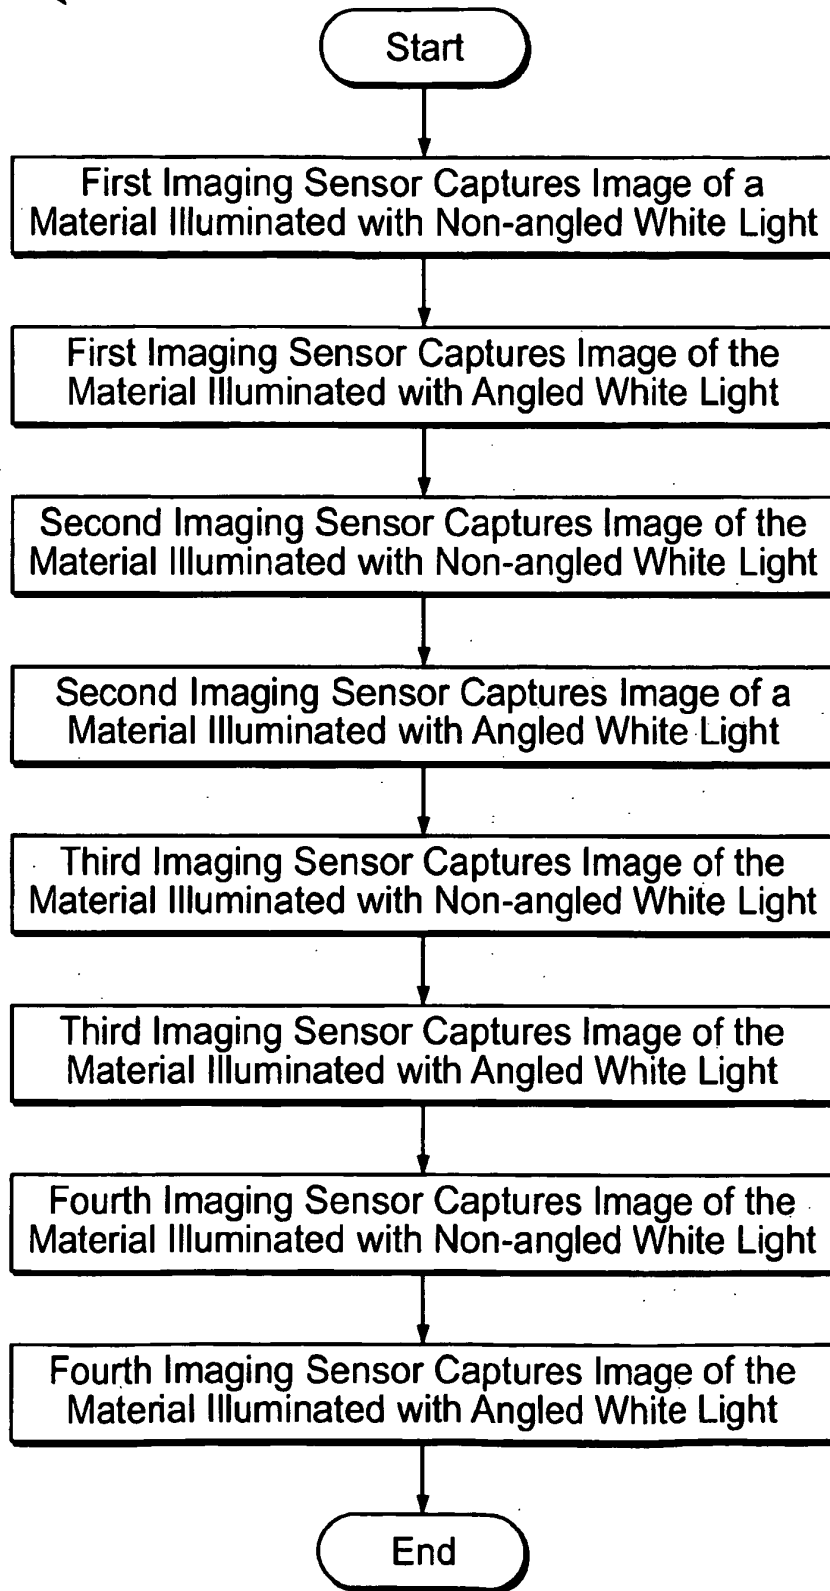 Start
First Imaging Sensor Captures Image of a
Material Illuminated with Non-angled White Light
First Imaging Sensor Captures Image of the
Material Illuminated with Angled White Light
Second Imaging Sensor Captures Image of the
Material Illuminated with Non-angled White Light
Second Imaging Sensor Captures Image of a
Material Illuminated with Angled White Light
Third Imaging Sensor Captures Image of the
Material Illuminated with Non-angled White Light
Third Imaging Sensor Captures Image of the
Material Illuminated with Angled White Light
Fourth Imaging Sensor Captures Image of the
Material Illuminated with Non-angled White Light
Fourth Imaging Sensor Captures Image of the
Material Illuminated with Angled White Light
End